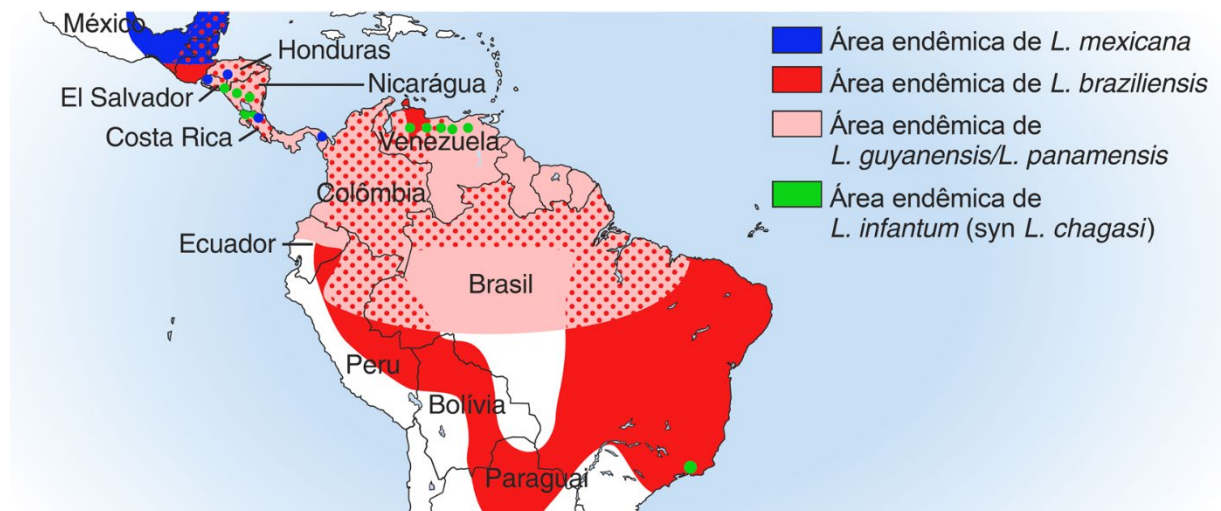 México
Honduras
Nicarágua
El Salvador
Costa Rica
Venezuela
Colômbia
Ecuador
Brasil
Peru
Bolívia
Paraguai
Área endêmica de L. mexicana
Área endêmica de L. braziliensis
Área endêmica de
L. guyanensis/L. panamensis
Área endêmica de
L. infantum (syn L. chagasi)